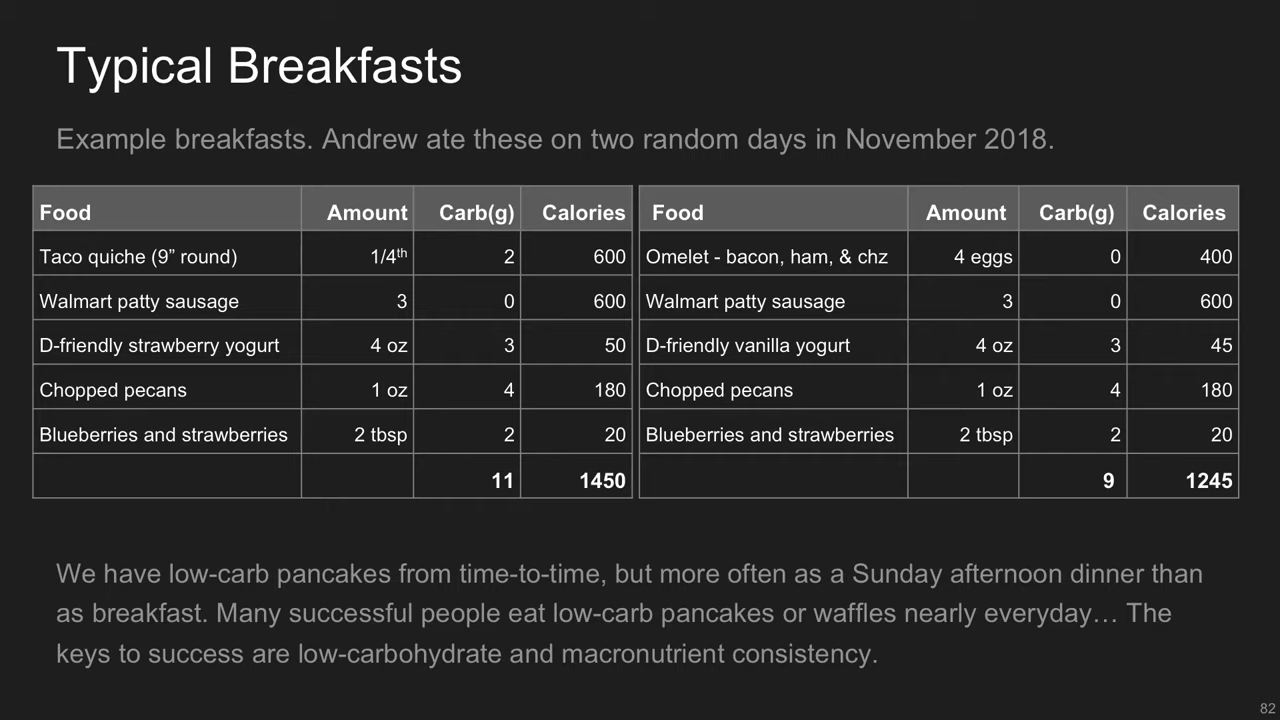 Typical Breakfasts
Example breakfasts. Andrew ate these on two random days in November 2018.
Food Amount Carb(g) Calories
Taco quiche (9” round) 1/4th 2 600
Walmart patty sausage 3 0 600
D-friendly strawberry yogurt 4 oz 3 50
Chopped pecans 1 oz 4 180
Blueberries and strawberries 2 tbsp 2 20
11 1450
Food Amount Carb(g) Calories
Omelet - bacon, ham, & chz 4 eggs 0 400
Walmart patty sausage 3 0 600
D-friendly vanilla yogurt 4 oz 3 45
Chopped pecans 1 oz 4 180
Blueberries and strawberries 2 tbsp 2 20
9 1245
We have low-carb pancakes from time-to-time, but more often as a Sunday afternoon dinner than
as breakfast. Many successful people eat low-carb pancakes or waffles nearly everyday… The
keys to success are low-carbohydrate and macronutrient consistency.
82